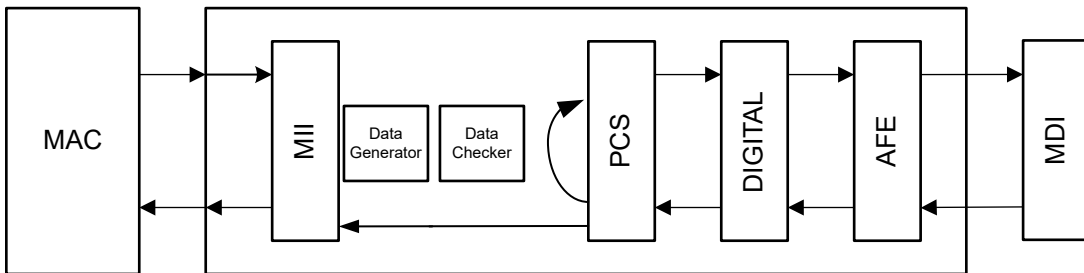 MAC
MII
Data
Generator
Data
Checker
PCS
DIGITAL
AFE
MDI